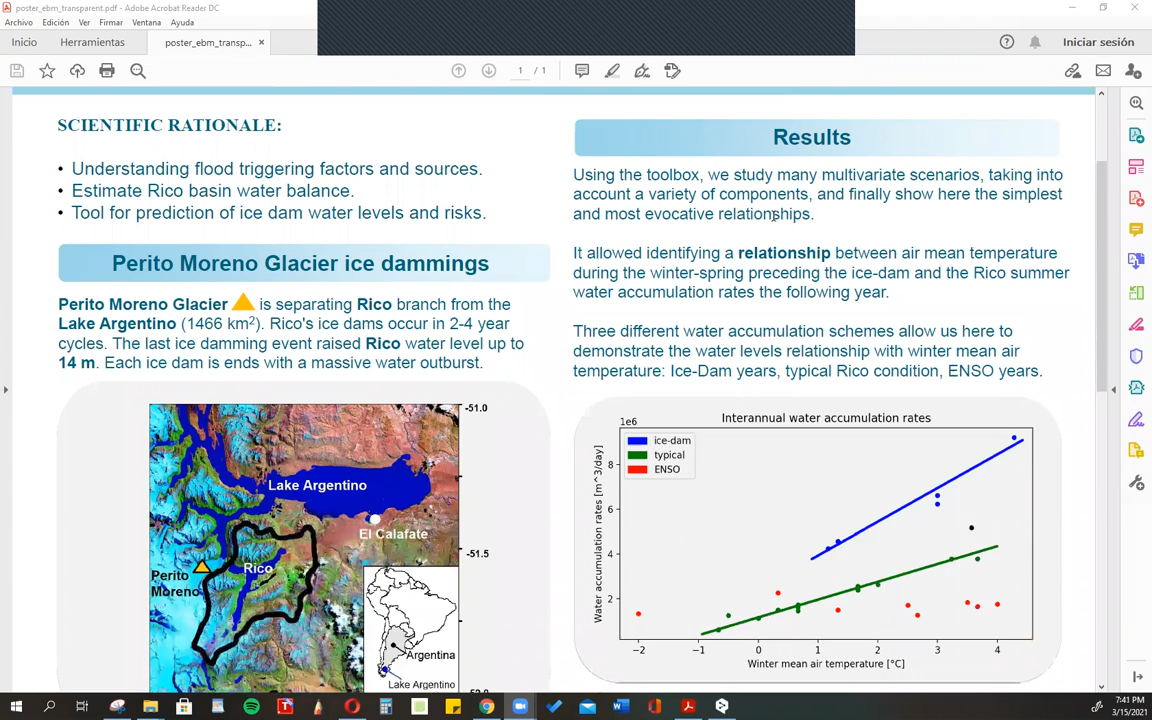 poster_ebm_transparent.pdf - Adobe Acrobat Reader DC
Archivo Edición Ver Firmar Ventana Ayuda
Inicio Herramientas poster_ebm_transp... × Iniciar sesión
1 / 1
SCIENTIFIC RATIONALE:
• Understanding flood triggering factors and sources.
• Estimate Rico basin water balance.
• Tool for prediction of ice dam water levels and risks.
Perito Moreno Glacier ice dammings
Perito Moreno Glacier is separating Rico branch from the
Lake Argentino (1466 km²). Rico's ice dams occur in 2-4 year
cycles. The last ice damming event raised Rico water level up to
14 m. Each ice dam is ends with a massive water outburst.
-51.0
Lake Argentino
El Calafate
-51.5
Rico
Perito
Moreno
Argentina
Lake Argentino
Results
Using the toolbox, we study many multivariate scenarios, taking into
account a variety of components, and finally show here the simplest
and most evocative relationships.
It allowed identifying a relationship between air mean temperature
during the winter-spring preceding the ice-dam and the Rico summer
water accumulation rates the following year.
Three different water accumulation schemes allow us here to
demonstrate the water levels relationship with winter mean air
temperature: Ice-Dam years, typical Rico condition, ENSO years.
Interannual water accumulation rates
1e6
ice-dam
typical
ENSO
Water accumulation rates [m^3/day]
8
6
4
2
−2 −1 0 1 2 3 4
Winter mean air temperature [°C]
7:41 PM
3/15/2021